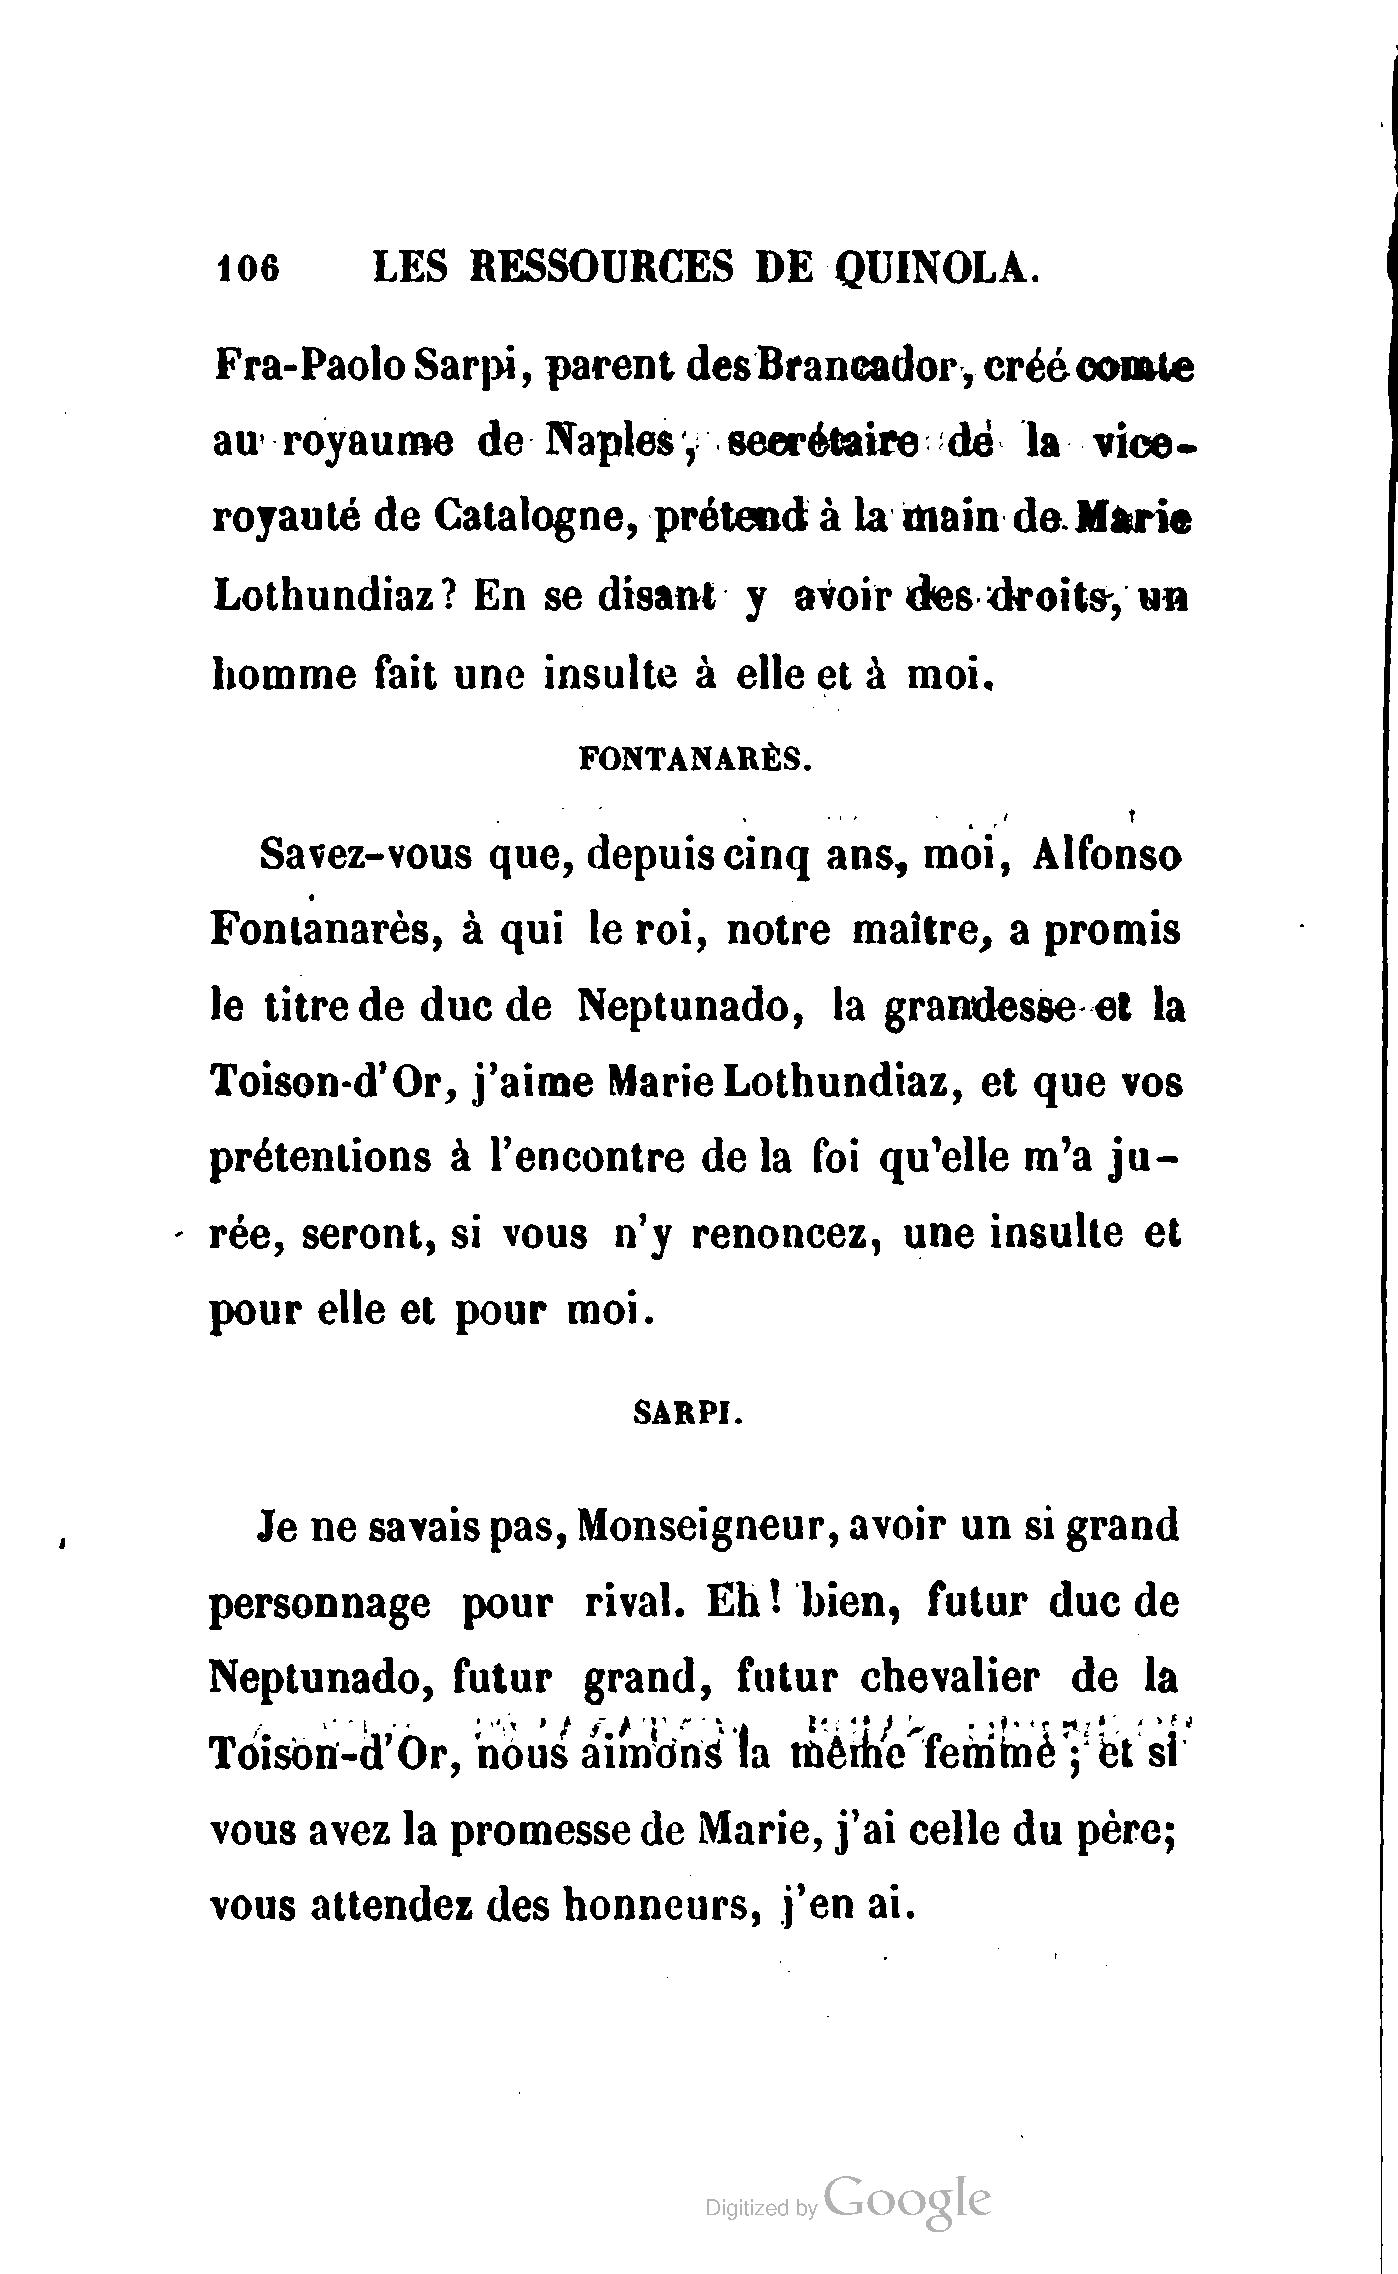 106 LES RESSOURCES DE QUINOLA.
Fra-Paolo Sarpi, parent des Brancador, créé comte
au royaume de Naples, secrétaire de la vice-
royauté de Catalogne, prétend à la main de Marie
Lothundiaz? En se disant y avoir des droits, un
homme fait une insulte à elle et à moi.
FONTANARÈS.
Savez-vous que, depuis cinq ans, moi, Alfonso
Fontanarès, à qui le roi, notre maître, a promis
le titre de duc de Neptunado, la grandesse et la
Toison-d'Or, j'aime Marie Lothundiaz, et que vos
prétentions à l'encontre de la foi qu'elle m'a ju-
rée, seront, si vous n'y renoncez, une insulte et
pour elle et pour moi.
SARPI.
Je ne savais pas, Monseigneur, avoir un si grand
personnage pour rival. Eh! bien, futur duc de
Neptunado, futur grand, futur chevalier de la
Toison-d'Or, nous aimons la même femme; et si
vous avez la promesse de Marie, j'ai celle du père;
vous attendez des honneurs, j'en ai.
Digitized by Google